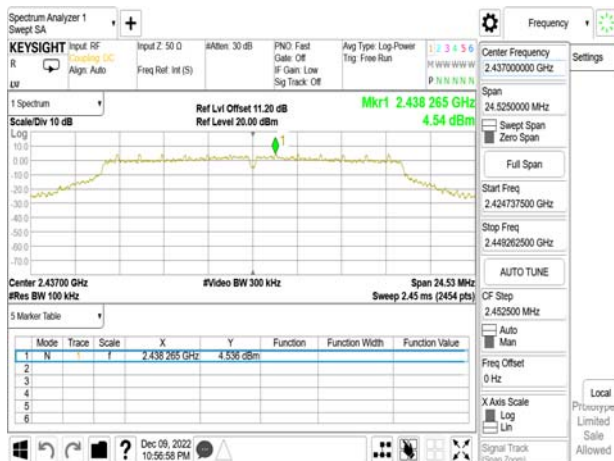 Spectrum Analyzer 1
Swept SA
Frequency
KEYSIGHT
R
LVI
Input: RF
Coupling: DC
Align: Auto
Input Z: 50 Ω
Freq Ref: Int (S)
#Atten: 30 dB
PNO: Fast
Gate: Off
IF Gain: Low
Sig Track: Off
Avg Type: Log-Power
Trig: Free Run
1 2 3 4 5 6
M W W W W W
P N N N N N
1 Spectrum
Scale/Div 10 dB
Ref Lvl Offset 11.20 dB
Ref Level 20.00 dBm
Mkr1 2.438 265 GHz
4.54 dBm
Log
1
10.0
0.00
-10.0
-20.0
-30.0
-40.0
-50.0
-60.0
-70.0
Center 2.43700 GHz
#Res BW 100 kHz
#Video BW 300 kHz
Span 24.53 MHz
Sweep 2.45 ms (2454 pts)
5 Marker Table
Mode Trace Scale X Y Function Function Width Function Value
1 N 1 f 2.438 265 GHz 4.536 dBm
2
3
4
5
6
Dec 09, 2022
10:56:58 PM
Center Frequency
2.437000000 GHz
Settings
Span
24.5250000 MHz
Swept Span
Zero Span
Full Span
Start Freq
2.424737500 GHz
Stop Freq
2.449262500 GHz
AUTO TUNE
CF Step
2.452500 MHz
Auto
Man
Freq Offset
0 Hz
X Axis Scale
Log
Lin
Signal Track
(Span Zoom)
Local
Prototype
Limited
Sale
Allowed